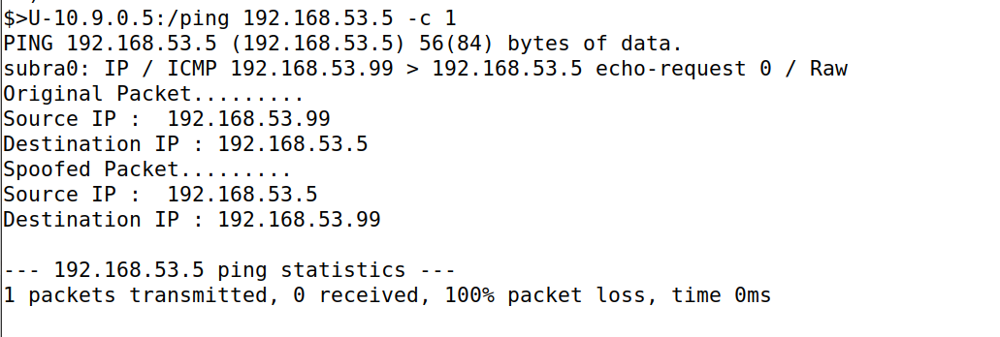 $>U-10.9.0.5:/ping 192.168.53.5 -c 1
PING 192.168.53.5 (192.168.53.5) 56(84) bytes of data.
subra0: IP / ICMP 192.168.53.99 > 192.168.53.5 echo-request 0 / Raw
Original Packet.........
Source IP :  192.168.53.99
Destination IP : 192.168.53.5
Spoofed Packet.........
Source IP :  192.168.53.5
Destination IP : 192.168.53.99
--- 192.168.53.5 ping statistics ---
1 packets transmitted, 0 received, 100% packet loss, time 0ms